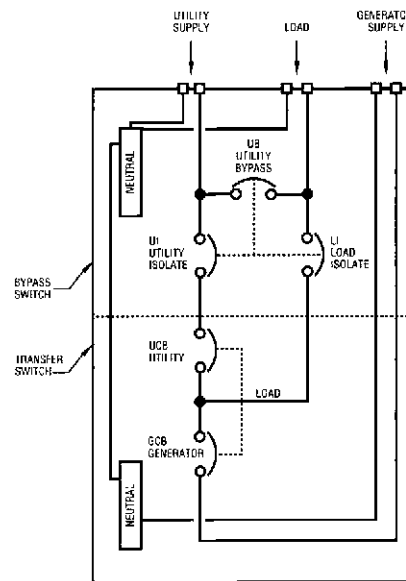 UTILITY
SUPPLY
LOAD
GENERATO
SUPPLY
NEUTRAL
UB
UTILITY
BYPASS
UI
UTILITY
ISOLATE
LI
LOAD
ISOLATE
BYPASS
SWITCH
TRANSFER
SWITCH
UCB
UTILITY
LOAD
GCB
GENERATOR
NEUTRAL